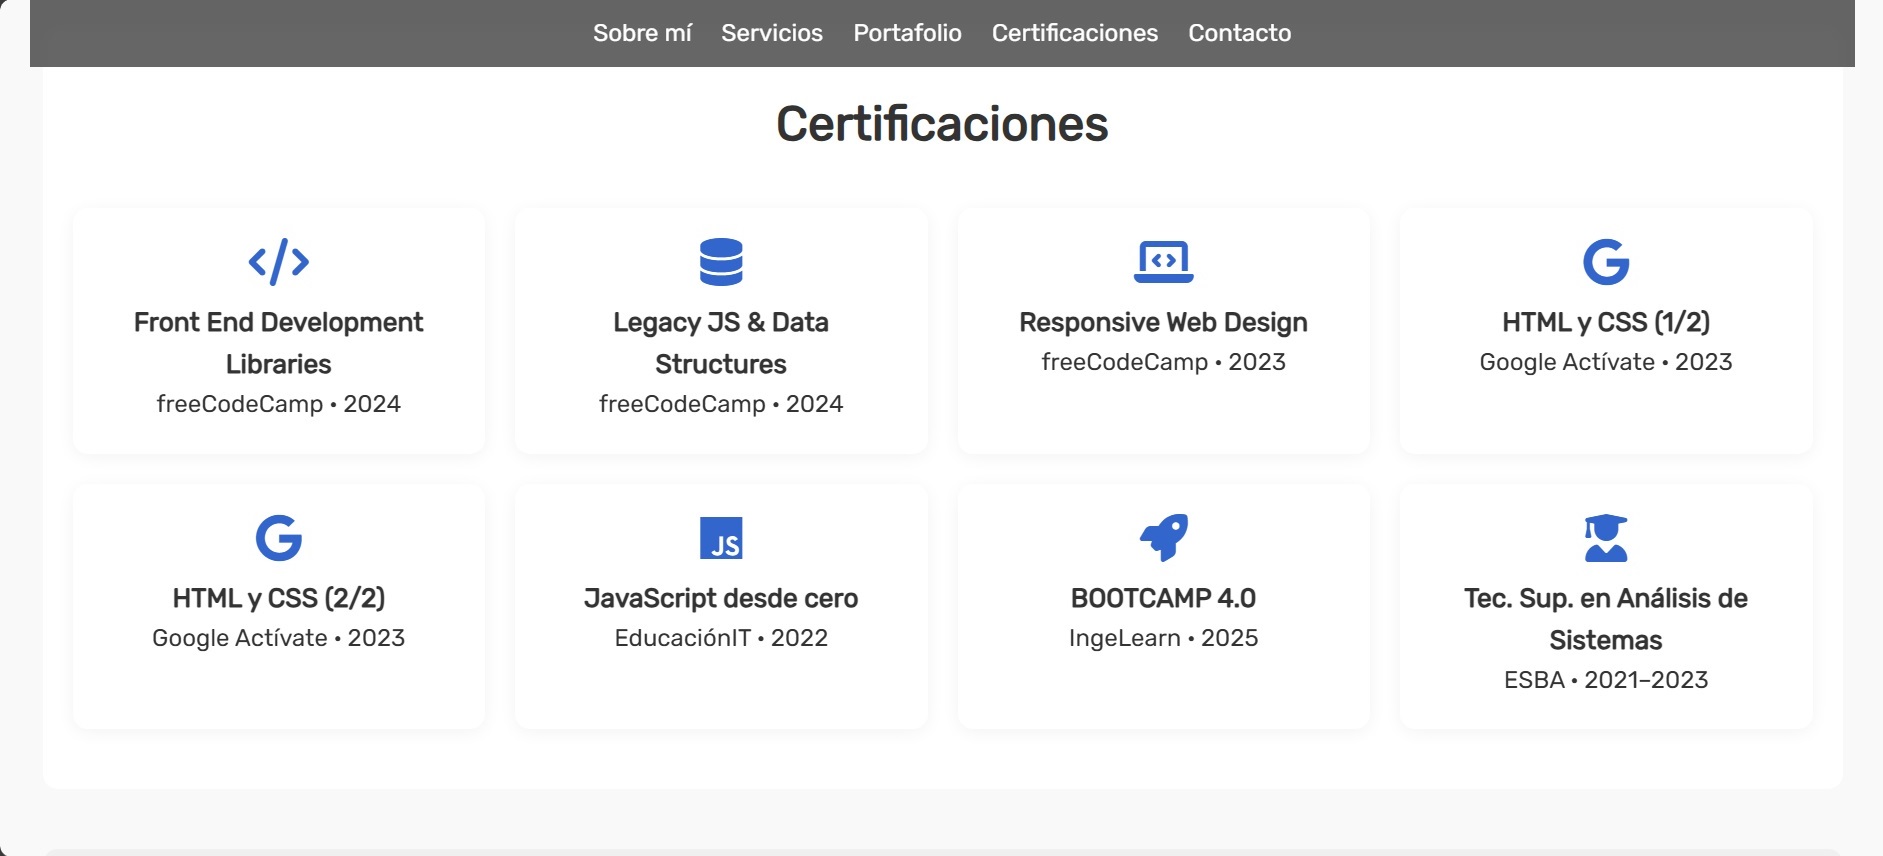 Sobre mí Servicios Portafolio Certificaciones Contacto
Certificaciones
Front End Development
Libraries
freeCodeCamp • 2024
Legacy JS & Data
Structures
freeCodeCamp • 2024
Responsive Web Design
freeCodeCamp • 2023
HTML y CSS (1/2)
Google Actívate • 2023
HTML y CSS (2/2)
Google Actívate • 2023
JS
JavaScript desde cero
EducaciónIT • 2022
BOOTCAMP 4.0
IngeLearn • 2025
Tec. Sup. en Análisis de
Sistemas
ESBA • 2021–2023